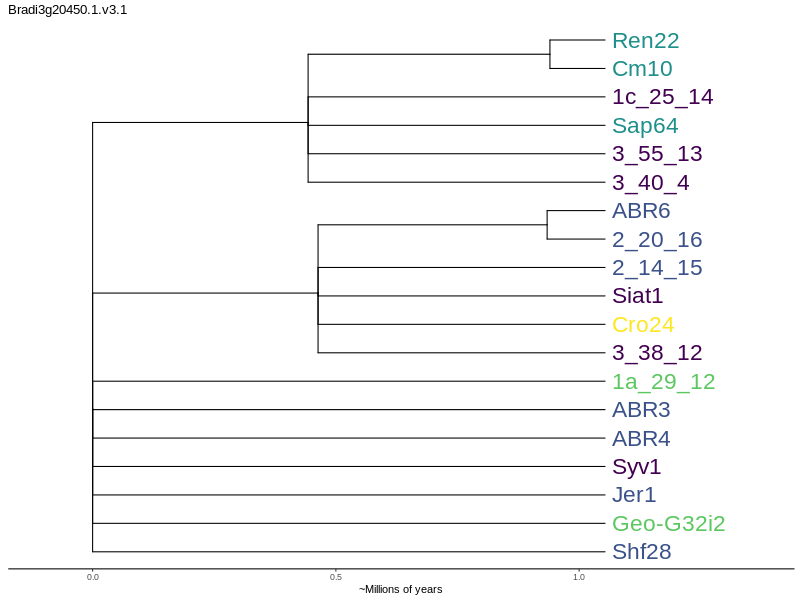 Bradi3g20450.1.v3.1
Ren22
Cm10
1c_25_14
Sap64
3_55_13
3_40_4
ABR6
2_20_16
2_14_15
Siat1
Cro24
3_38_12
1a_29_12
ABR3
ABR4
Syv1
Jer1
Geo-G32i2
Shf28
0.0 0.5 1.0
~Millions of years